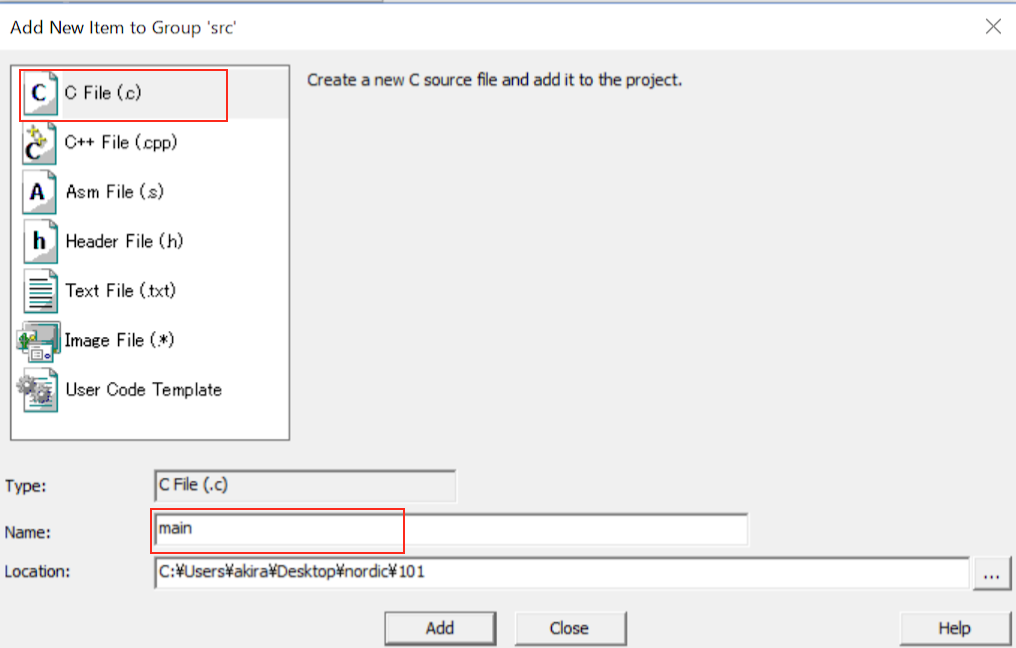 Add New Item to Group 'src'
C File (.c)
Create a new C source file and add it to the project.
C++ File (.cpp)
Asm File (.s)
Header File (.h)
Text File (.txt)
Image File (.*)
User Code Template
Type:
C File (.c)
Name:
main
Location:
C:¥Users¥akira¥Desktop¥nordic¥101
...
Add
Close
Help